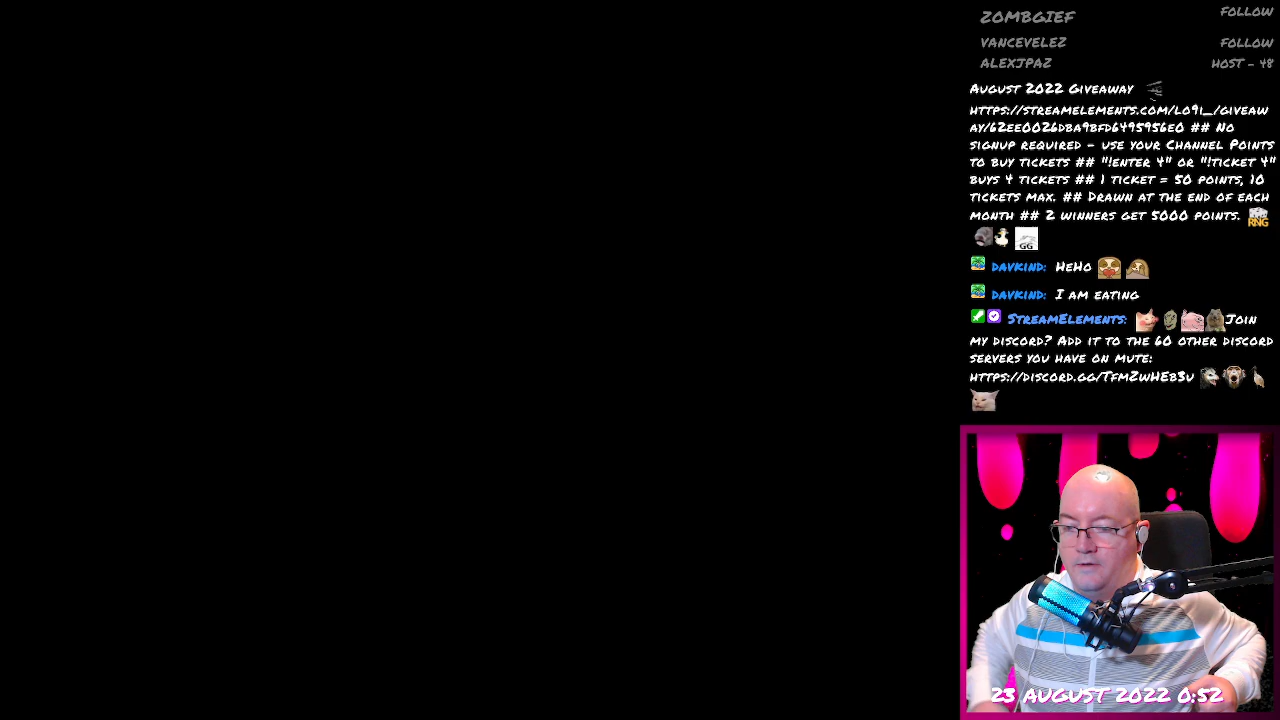 ZOMBGIEF FOLLOW
VANCEVELEZ FOLLOW
ALEXJPAZ HOST - 48
August 2022 Giveaway
https://streamelements.com/lo9i_/giveaw
ay/62ee0026dba9bfd6495956e0 ## No
signup required - use your Channel Points
to buy tickets ## "!enter 4" or "!ticket 4"
buys 4 tickets ## 1 ticket = 50 points, 10
tickets max. ## Drawn at the end of each
month ## 2 winners get 5000 points. RNG
GG
davkind: HeHo
davkind: I am eating
StreamElements: Join
my discord? Add it to the 60 other discord
servers you have on mute:
https://discord.gg/TfmZwHEb3u
23 AUGUST 2022 0:52